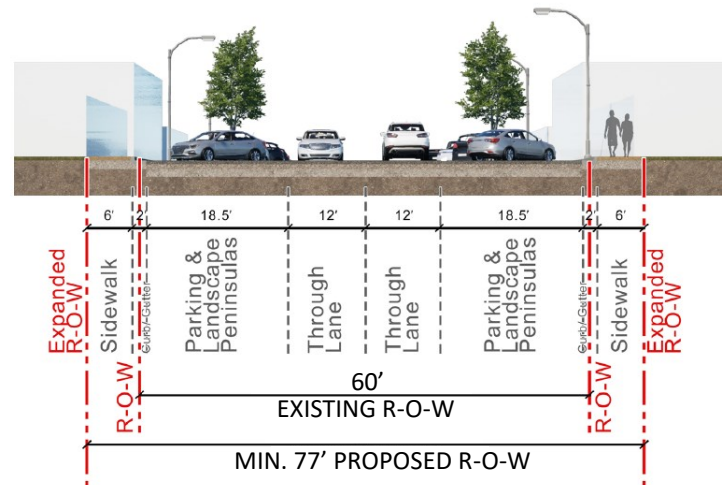 6' 2' 18.5' 12' 12' 18.5' 2' 6'
Expanded
R-O-W
Sidewalk
R-O-W
Curb/-Gutter
Parking &
Landscape
Peninsulas
Through
Lane
Through
Lane
Parking &
Landscape
Peninsulas
Curb/-Gutter
R-O-W
Sidewalk
Expanded
R-O-W
60'
EXISTING R-O-W
MIN. 77' PROPOSED R-O-W